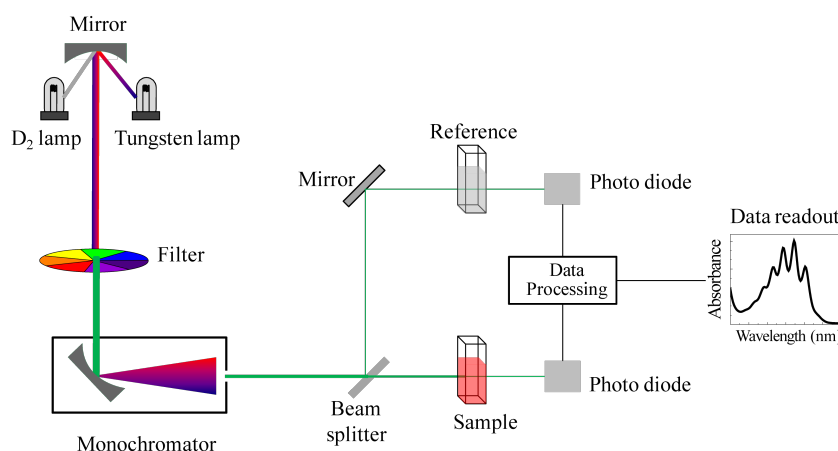 Mirror
D₂ lamp
Tungsten lamp
Filter
Monochromator
Mirror
Beam
splitter
Reference
Sample
Photo diode
Data
Processing
Photo diode
Data readout
Absorbance
Wavelength (nm)